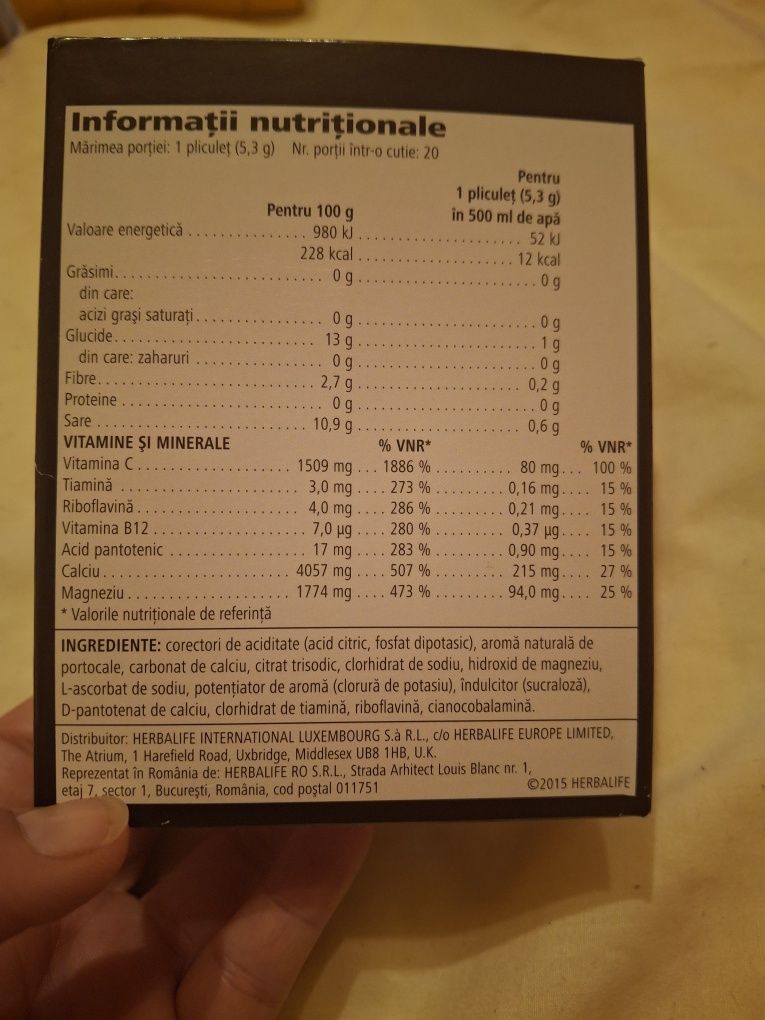 Informații nutriționale
Mărimea porției: 1 pliculeț (5,3 g) Nr. porții într-o cutie: 20
Pentru
1 pliculeț (5,3 g)
Pentru 100 g în 500 ml de apă
Valoare energetică . . . . . . . . . . . . . . . . 980 kJ . . . . . . . . . . . . . . . . . . . . 52 kJ
228 kcal . . . . . . . . . . . . . . . . . . . 12 kcal
Grăsimi . . . . . . . . . . . . . . . . . . . . . . . . . . 0 g . . . . . . . . . . . . . . . . . . . . . . 0 g
din care:
acizi grași saturați . . . . . . . . . . . . . . . . 0 g . . . . . . . . . . . . . . . . . . . . . . 0 g
Glucide . . . . . . . . . . . . . . . . . . . . . . . . . 13 g . . . . . . . . . . . . . . . . . . . . . . 1 g
din care: zaharuri . . . . . . . . . . . . . . . . 0 g . . . . . . . . . . . . . . . . . . . . . . 0 g
Fibre . . . . . . . . . . . . . . . . . . . . . . . . . . 2,7 g . . . . . . . . . . . . . . . . . . . . . 0,2 g
Proteine . . . . . . . . . . . . . . . . . . . . . . . . . 0 g . . . . . . . . . . . . . . . . . . . . . . 0 g
Sare . . . . . . . . . . . . . . . . . . . . . . . . . . 10,9 g . . . . . . . . . . . . . . . . . . . . . 0,6 g
VITAMINE ȘI MINERALE % VNR* % VNR*
Vitamina C . . . . . . . . . . . . . . . . . 1509 mg . . . 1886 % . . . . . . . . . . 80 mg . . . 100 %
Tiamină . . . . . . . . . . . . . . . . . . . . 3,0 mg . . . . 273 % . . . . . . . . . 0,16 mg . . . . 15 %
Riboflavină . . . . . . . . . . . . . . . . . 4,0 mg . . . . 286 % . . . . . . . . . 0,21 mg . . . . 15 %
Vitamina B12 . . . . . . . . . . . . . . . . 7,0 µg . . . . 280 % . . . . . . . . . 0,37 µg . . . . 15 %
Acid pantotenic . . . . . . . . . . . . . . 17 mg . . . . 283 % . . . . . . . . . 0,90 mg . . . . 15 %
Calciu . . . . . . . . . . . . . . . . . . . . . 4057 mg . . . . 507 % . . . . . . . . . 215 mg . . . . 27 %
Magneziu . . . . . . . . . . . . . . . . . . 1774 mg . . . . 473 % . . . . . . . . . 94,0 mg . . . . 25 %
* Valorile nutriționale de referință
INGREDIENTE: corectori de aciditate (acid citric, fosfat dipotasic), aromă naturală de
portocale, carbonat de calciu, citrat trisodic, clorhidrat de sodiu, hidroxid de magneziu,
L-ascorbat de sodiu, potențiator de aromă (clorură de potasiu), îndulcitor (sucraloză),
D-pantotenat de calciu, clorhidrat de tiamină, riboflavină, cianocobalamină.
Distribuitor: HERBALIFE INTERNATIONAL LUXEMBOURG S.à R.L., c/o HERBALIFE EUROPE LIMITED,
The Atrium, 1 Harefield Road, Uxbridge, Middlesex UB8 1HB, U.K.
Reprezentat în România de: HERBALIFE RO S.R.L., Strada Arhitect Louis Blanc nr. 1,
etaj 7, sector 1, București, România, cod poștal 011751 ©2015 HERBALIFE